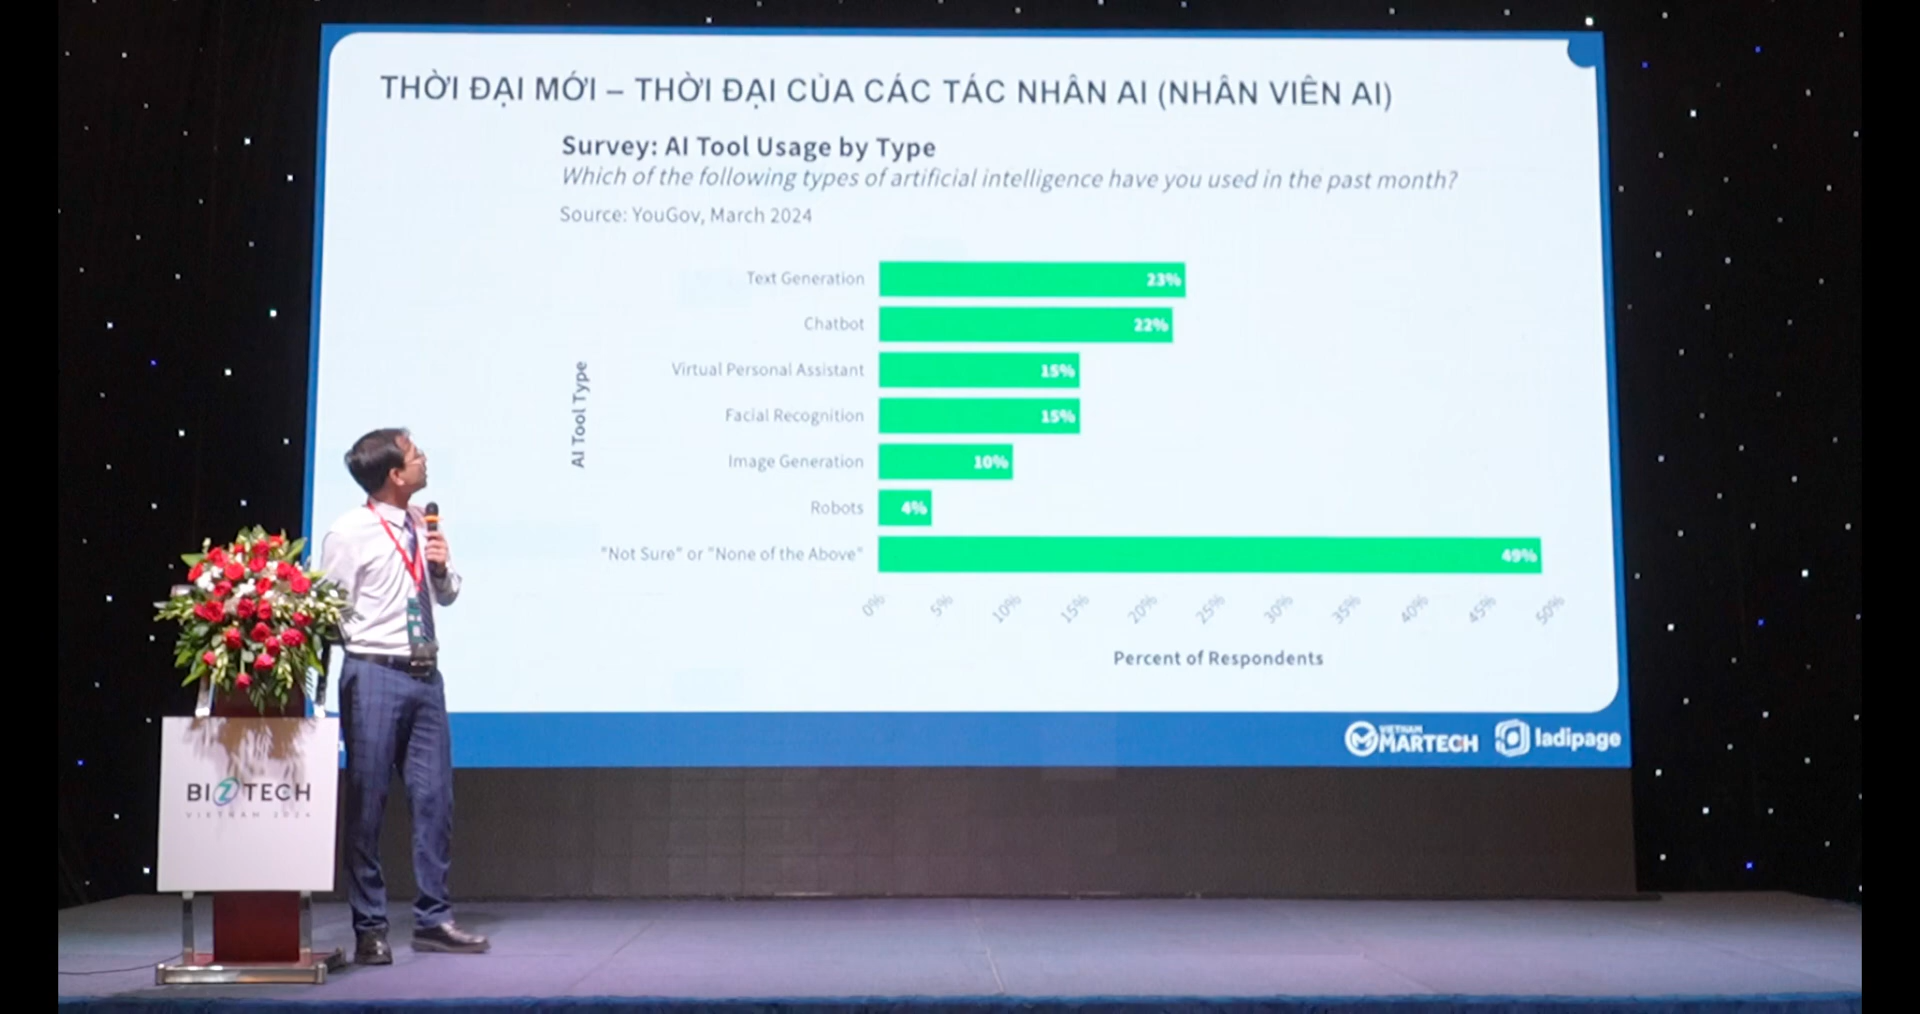 THỜI ĐẠI MỚI – THỜI ĐẠI CỦA CÁC TÁC NHÂN AI (NHÂN VIÊN AI)
Survey: AI Tool Usage by Type
Which of the following types of artificial intelligence have you used in the past month?
Source: YouGov, March 2024
AI Tool Type
Text Generation 23%
Chatbot 22%
Virtual Personal Assistant 15%
Facial Recognition 15%
Image Generation 10%
Robots 4%
"Not Sure" or "None of the Above" 49%
0% 5% 10% 15% 20% 25% 30% 35% 40% 45% 50%
Percent of Respondents
VIETNAM
MARTECH
ladipage
BIZTECH
VIETNAM 2024